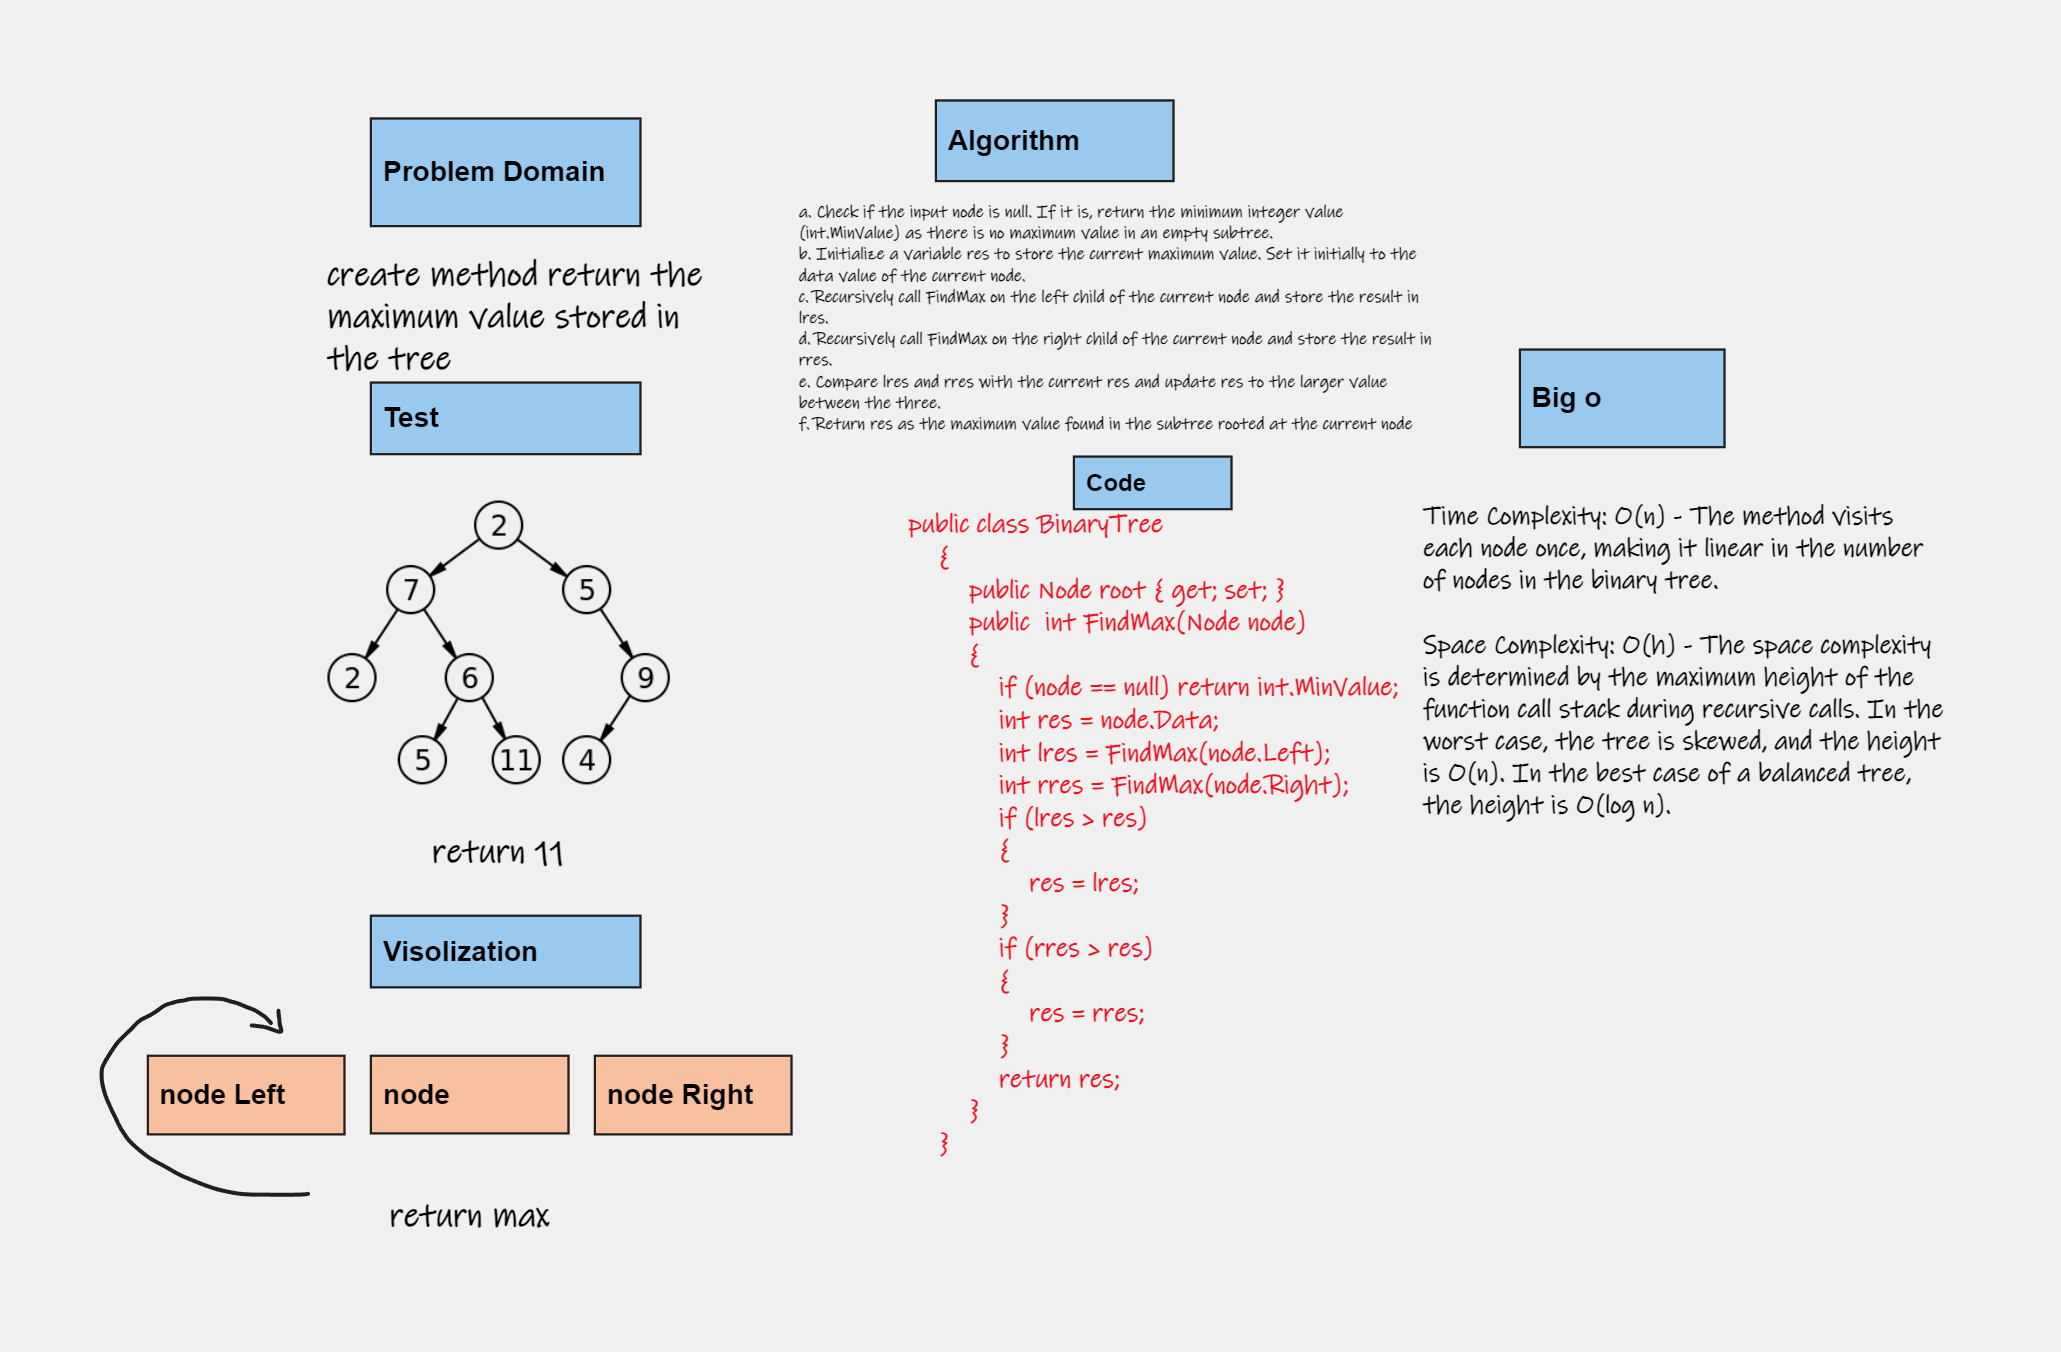 Problem Domain
create method return the
maximum value stored in
the tree
Test
2
7
5
2
6
9
5
11
4
return 11
Visolization
node Left
node
node Right
return max
Algorithm
a. Check if the input node is null. If it is, return the minimum integer value
(int.MinValue) as there is no maximum value in an empty subtree.
b. Initialize a variable res to store the current maximum value. Set it initially to the
data value of the current node.
c. Recursively call FindMax on the left child of the current node and store the result in
lres.
d. Recursively call FindMax on the right child of the current node and store the result in
rres.
e. Compare lres and rres with the current res and update res to the larger value
between the three.
f. Return res as the maximum value found in the subtree rooted at the current node
Code
public class BinaryTree
{
public Node root { get; set; }
public  int FindMax(Node node)
{
if (node == null) return int.MinValue;
int res = node.Data;
int lres = FindMax(node.Left);
int rres = FindMax(node.Right);
if (lres > res)
{
res = lres;
}
if (rres > res)
{
res = rres;
}
return res;
}
}
Big o
Time Complexity: O(n) - The method visits
each node once, making it linear in the number
of nodes in the binary tree.
Space Complexity: O(h) - The space complexity
is determined by the maximum height of the
function call stack during recursive calls. In the
worst case, the tree is skewed, and the height
is O(n). In the best case of a balanced tree,
the height is O(log n).